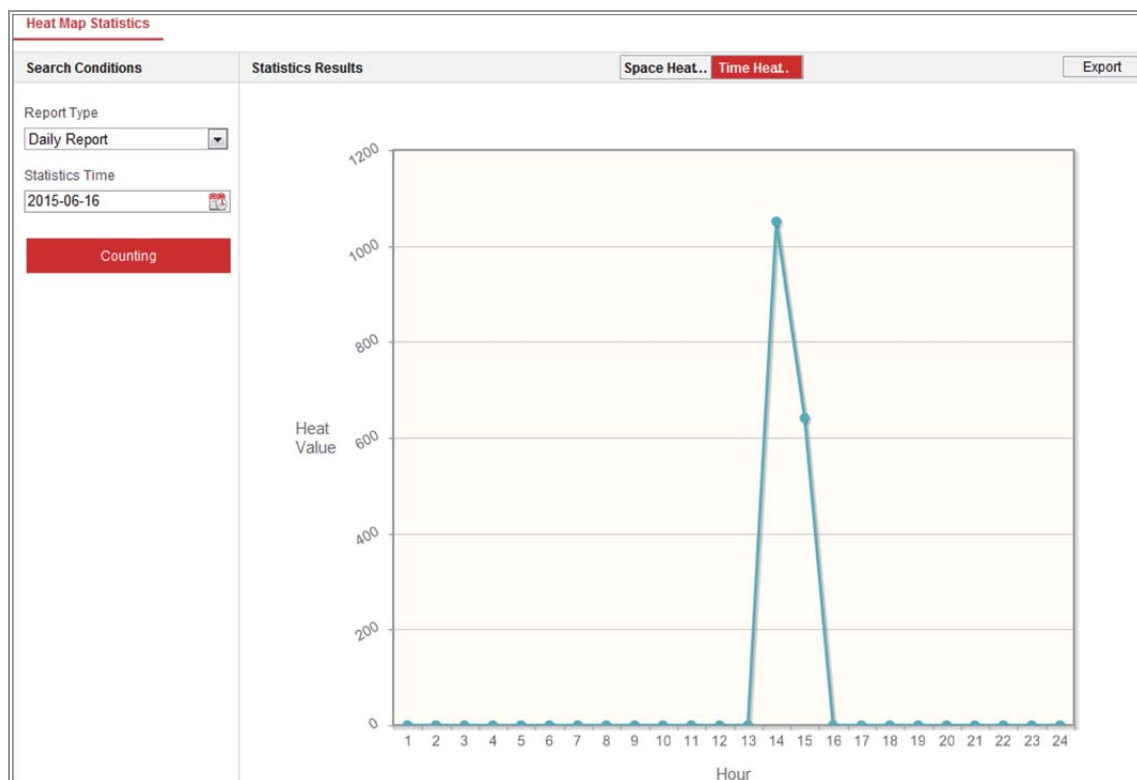 Heat Map Statistics
Search Conditions
Statistics Results
Space Heat...
Time Heat..
Export
Report Type
Daily Report
Statistics Time
2015-06-16
Counting
1200
1000
800
600
400
200
0
Heat
Value
1 2 3 4 5 6 7 8 9 10 11 12 13 14 15 16 17 18 19 20 21 22 23 24
Hour